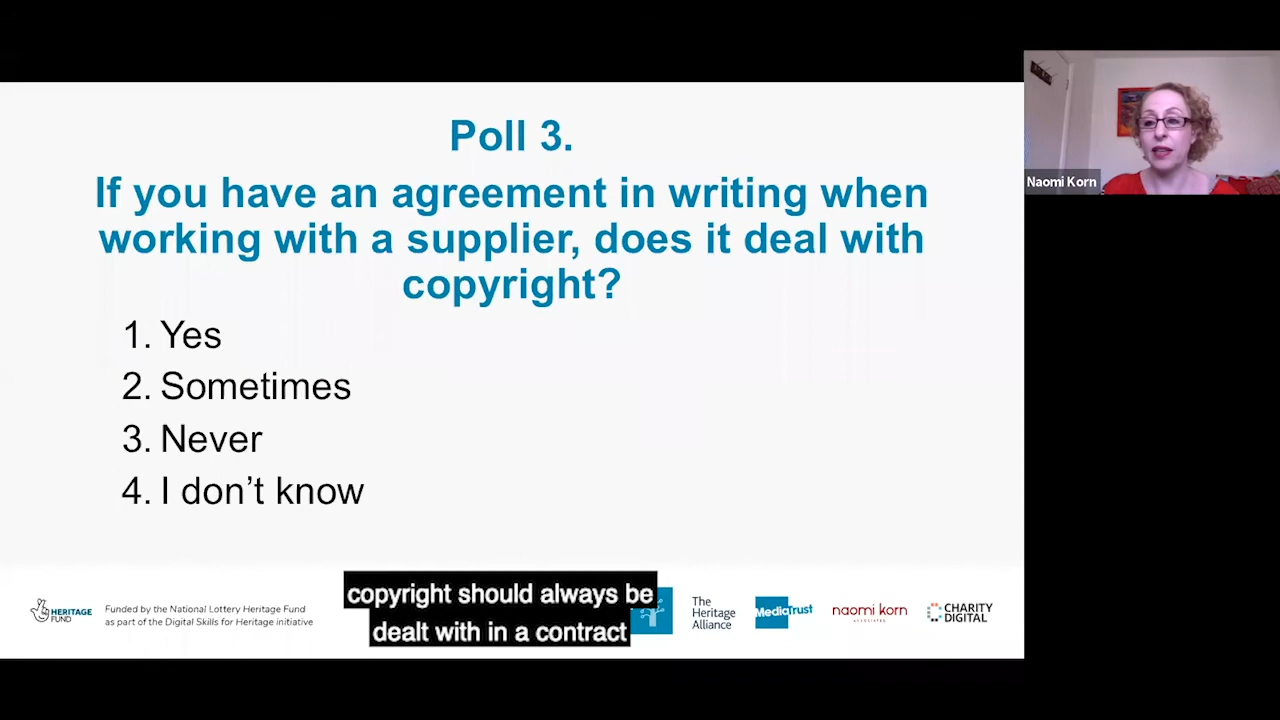 Poll 3.
If you have an agreement in writing when
working with a supplier, does it deal with
copyright?
1. Yes
2. Sometimes
3. Never
4. I don’t know
Naomi Korn
copyright should always be
dealt with in a contract
HERITAGE
FUND
Funded by the National Lottery Heritage Fund
as part of the Digital Skills for Heritage initiative
The
Heritage
Alliance
MediaTrust
naomi korn
ASSOCIATES
CHARITY
DIGITAL